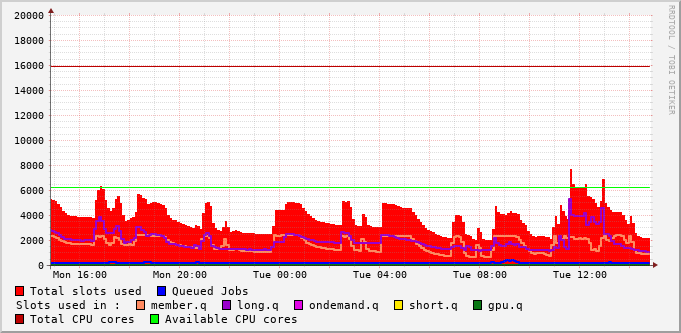 RRDTOOL / TOBI OETIKER
20000
18000
16000
14000
12000
10000
8000
6000
4000
2000
0
Mon 16:00 Mon 20:00 Tue 00:00 Tue 04:00 Tue 08:00 Tue 12:00
Total slots used Queued Jobs
Slots used in : member.q long.q ondemand.q short.q gpu.q
Total CPU cores Available CPU cores